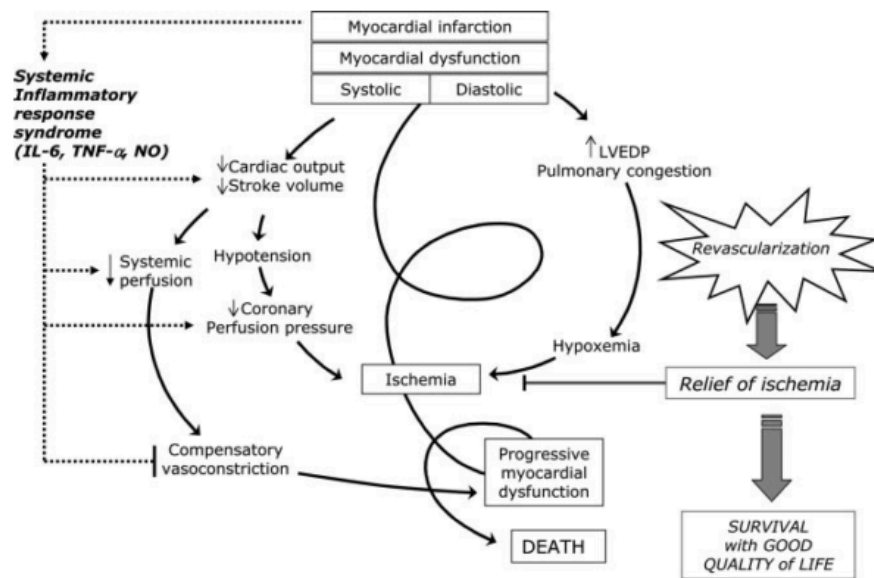 Myocardial infarction
Myocardial dysfunction
Systolic
Diastolic
Systemic
Inflammatory
response
syndrome
(IL-6, TNF-α, NO)
↓Cardiac output
↓Stroke volume
↑ LVEDP
Pulmonary congestion
Revascularization
↓ Systemic
perfusion
Hypotension
↓Coronary
Perfusion pressure
Hypoxemia
Ischemia
Relief of ischemia
Compensatory
vasoconstriction
Progressive
myocardial
dysfunction
DEATH
SURVIVAL
with GOOD
QUALITY of LIFE